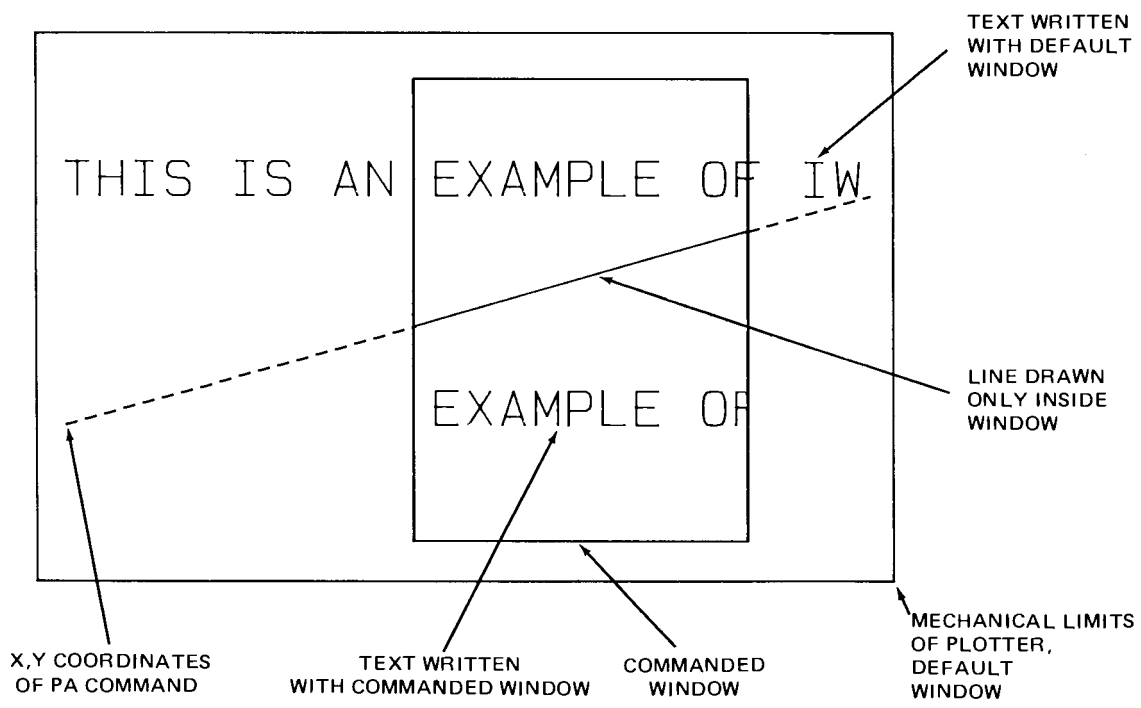 TEXT WRITTEN
WITH DEFAULT
WINDOW
THIS IS AN EXAMPLE OF IW
LINE DRAWN
ONLY INSIDE
WINDOW
EXAMPLE OF
X,Y COORDINATES
OF PA COMMAND
TEXT WRITTEN
WITH COMMANDED WINDOW
COMMANDED
WINDOW
MECHANICAL LIMITS
OF PLOTTER,
DEFAULT
WINDOW